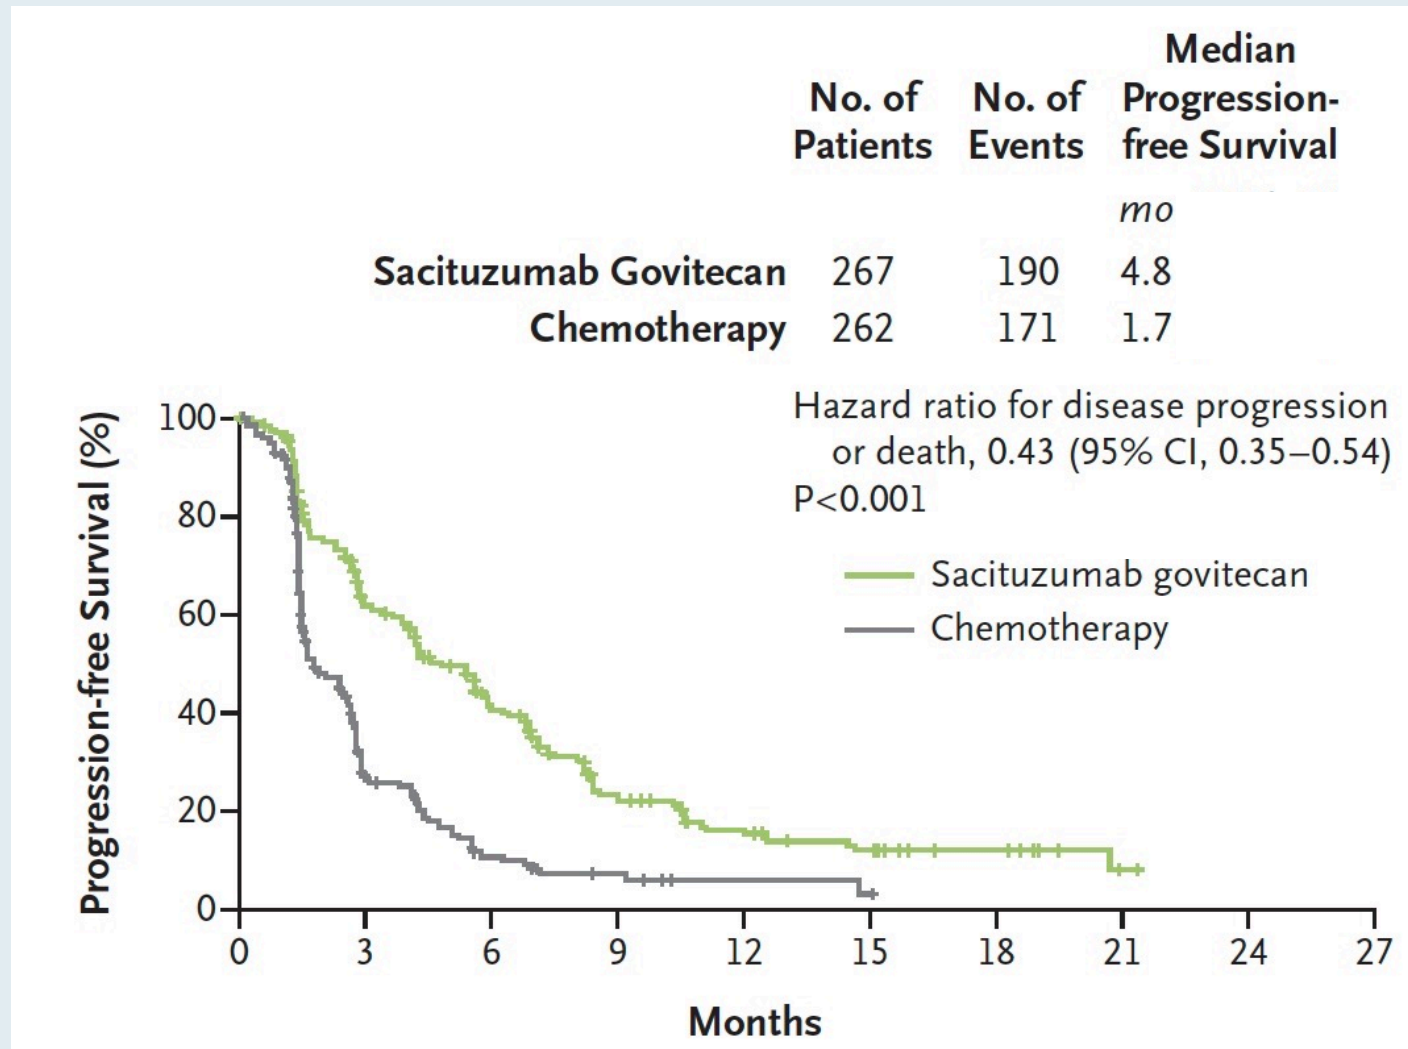 Median
No. of No. of Progression-
Patients Events free Survival
mo
Sacituzumab Govitecan 267 190 4.8
Chemotherapy 262 171 1.7
Hazard ratio for disease progression
or death, 0.43 (95% CI, 0.35–0.54)
P<0.001
Sacituzumab govitecan
Chemotherapy
Progression-free Survival (%)
100
80
60
40
20
0
0 3 6 9 12 15 18 21 24 27
Months